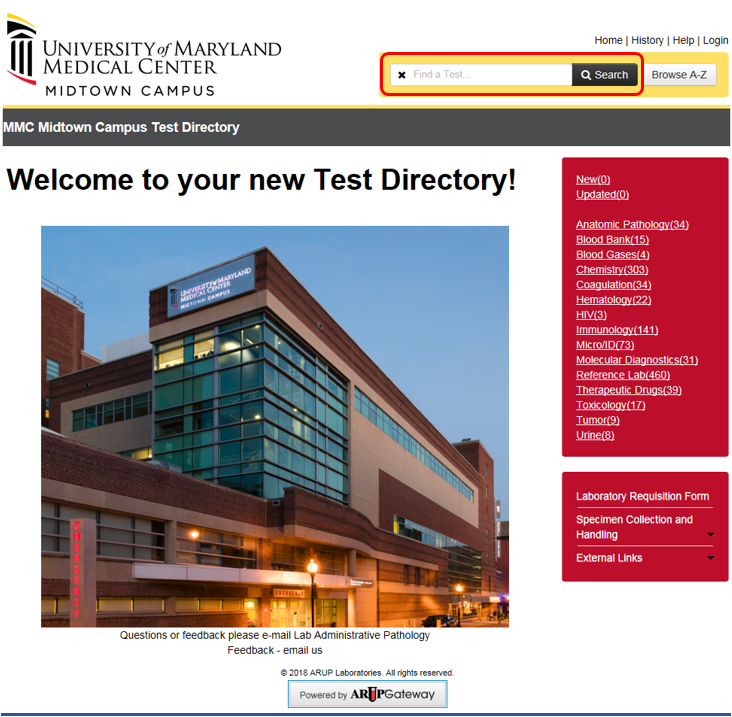 UNIVERSITY of MARYLAND
MEDICAL CENTER
MIDTOWN CAMPUS
Home | History | Help | Login
Find a Test... Search Browse A-Z
MMC Midtown Campus Test Directory
Welcome to your new Test Directory!
UNIVERSITY of MARYLAND
MEDICAL CENTER
MIDTOWN CAMPUS
EMERGENCY
EMERGENCY
Questions or feedback please e-mail Lab Administrative Pathology
Feedback - email us
© 2018 ARUP Laboratories. All rights reserved.
Powered by ARUPGateway
New(0)
Updated(0)
Anatomic Pathology(34)
Blood Bank(15)
Blood Gases(4)
Chemistry(303)
Coagulation(34)
Hematology(22)
HIV(3)
Immunology(141)
Micro/ID(73)
Molecular Diagnostics(31)
Reference Lab(460)
Therapeutic Drugs(39)
Toxicology(17)
Tumor(9)
Urine(8)
Laboratory Requisition Form
Specimen Collection and
Handling
External Links